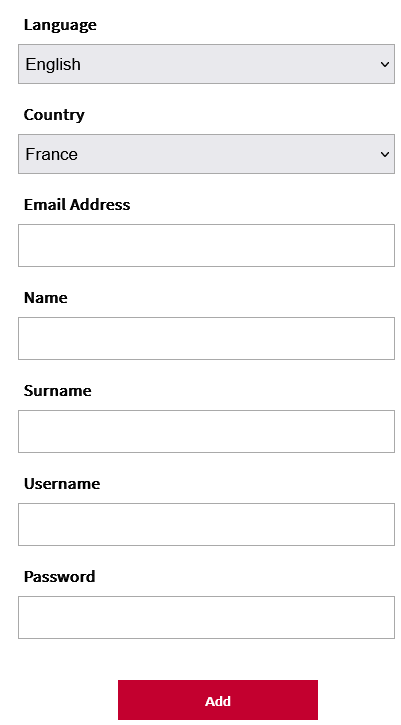 Language
English
Country
France
Email Address
Name
Surname
Username
Password
Add